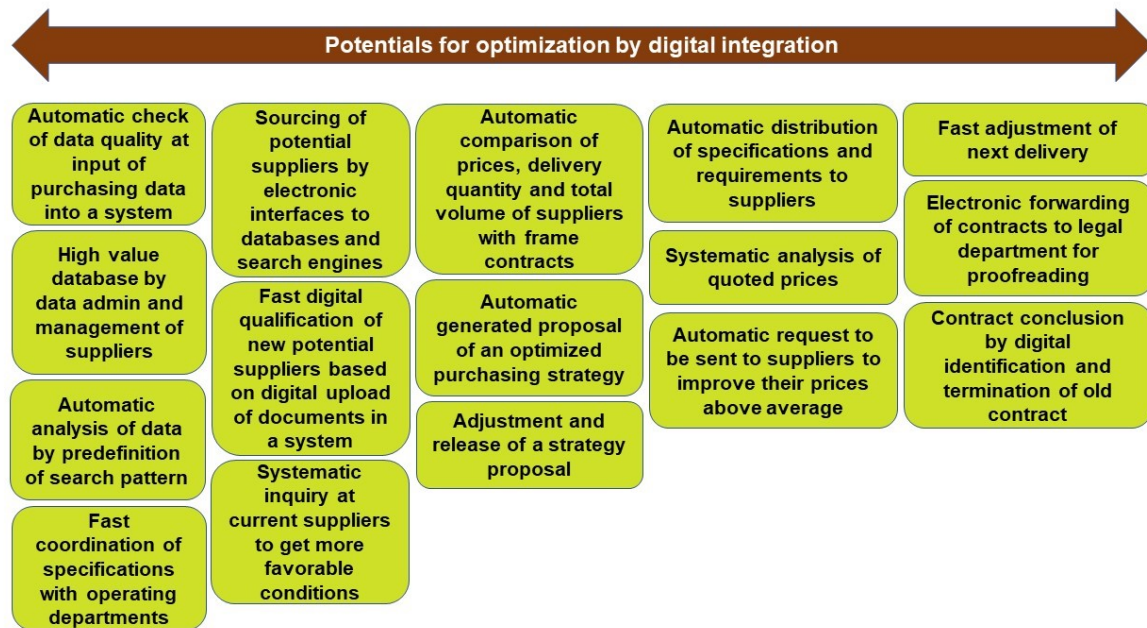 Potentials for optimization by digital integration
Automatic check
of data quality at
input of
purchasing data
into a system
High value
database by
data admin and
management of
suppliers
Automatic
analysis of data
by predefinition
of search pattern
Fast
coordination of
specifications
with operating
departments
Sourcing of
potential
suppliers by
electronic
interfaces to
databases and
search engines
Fast digital
qualification of
new potential
suppliers based
on digital upload
of documents in
a system
Systematic
inquiry at
current suppliers
to get more
favorable
conditions
Automatic
comparison of
prices, delivery
quantity and total
volume of suppliers
with frame
contracts
Automatic
generated proposal
of an optimized
purchasing strategy
Adjustment and
release of a strategy
proposal
Automatic distribution
of specifications and
requirements to
suppliers
Systematic analysis of
quoted prices
Automatic request to
be sent to suppliers to
improve their prices
above average
Fast adjustment of
next delivery
Electronic forwarding
of contracts to legal
department for
proofreading
Contract conclusion
by digital
identification and
termination of old
contract